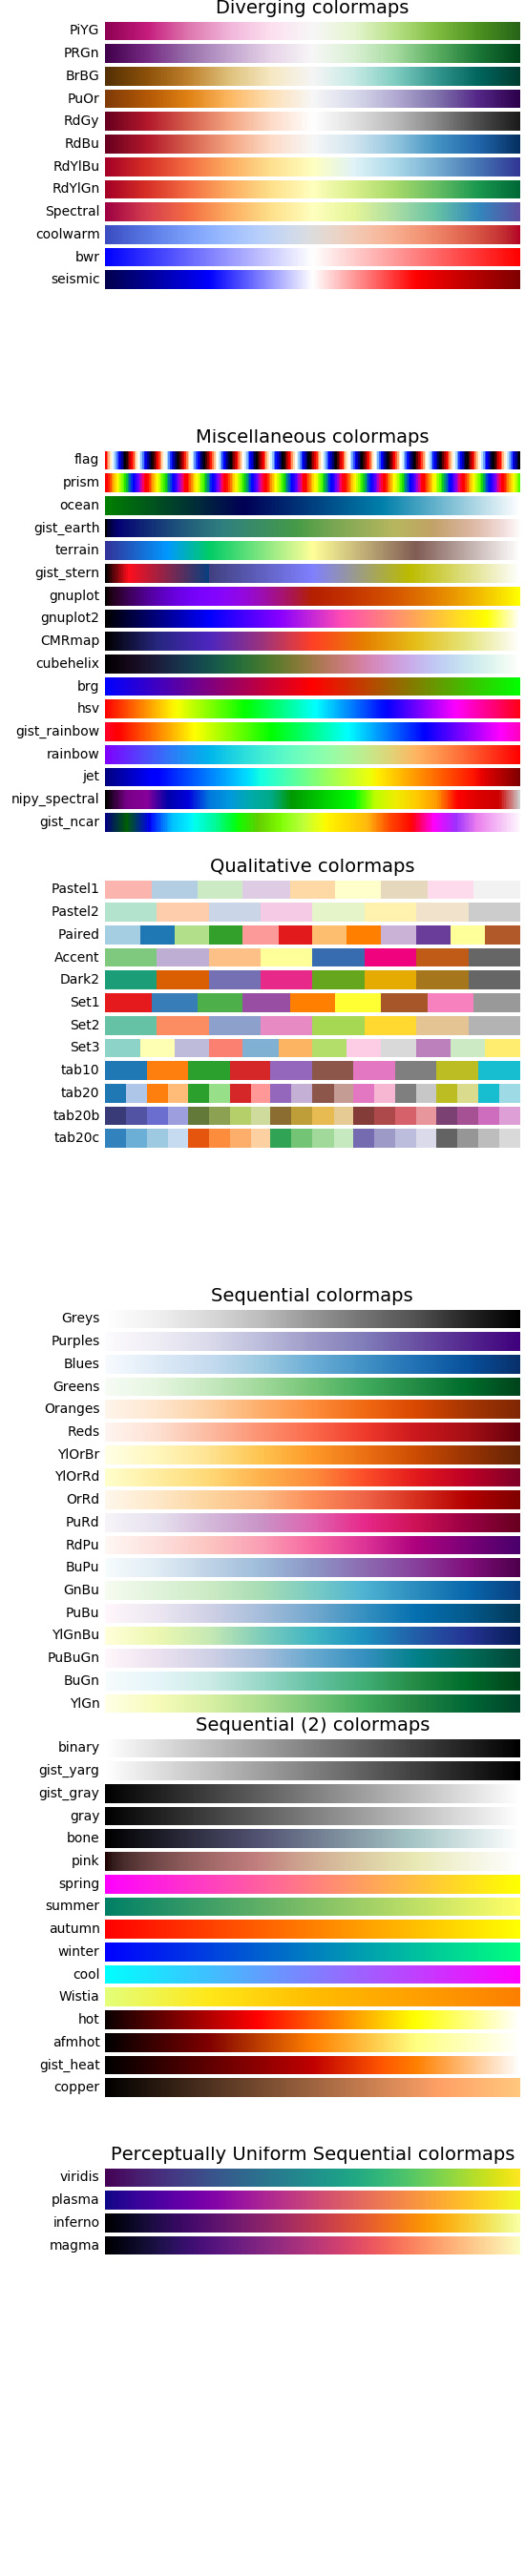 Diverging colormaps
PiYG
PRGn
BrBG
PuOr
RdGy
RdBu
RdYlBu
RdYlGn
Spectral
coolwarm
bwr
seismic
Miscellaneous colormaps
flag
prism
ocean
gist_earth
terrain
gist_stern
gnuplot
gnuplot2
CMRmap
cubehelix
brg
hsv
gist_rainbow
rainbow
jet
nipy_spectral
gist_ncar
Qualitative colormaps
Pastel1
Pastel2
Paired
Accent
Dark2
Set1
Set2
Set3
tab10
tab20
tab20b
tab20c
Sequential colormaps
Greys
Purples
Blues
Greens
Oranges
Reds
YlOrBr
YlOrRd
OrRd
PuRd
RdPu
BuPu
GnBu
PuBu
YlGnBu
PuBuGn
BuGn
YlGn
Sequential (2) colormaps
binary
gist_yarg
gist_gray
gray
bone
pink
spring
summer
autumn
winter
cool
Wistia
hot
afmhot
gist_heat
copper
Perceptually Uniform Sequential colormaps
viridis
plasma
inferno
magma